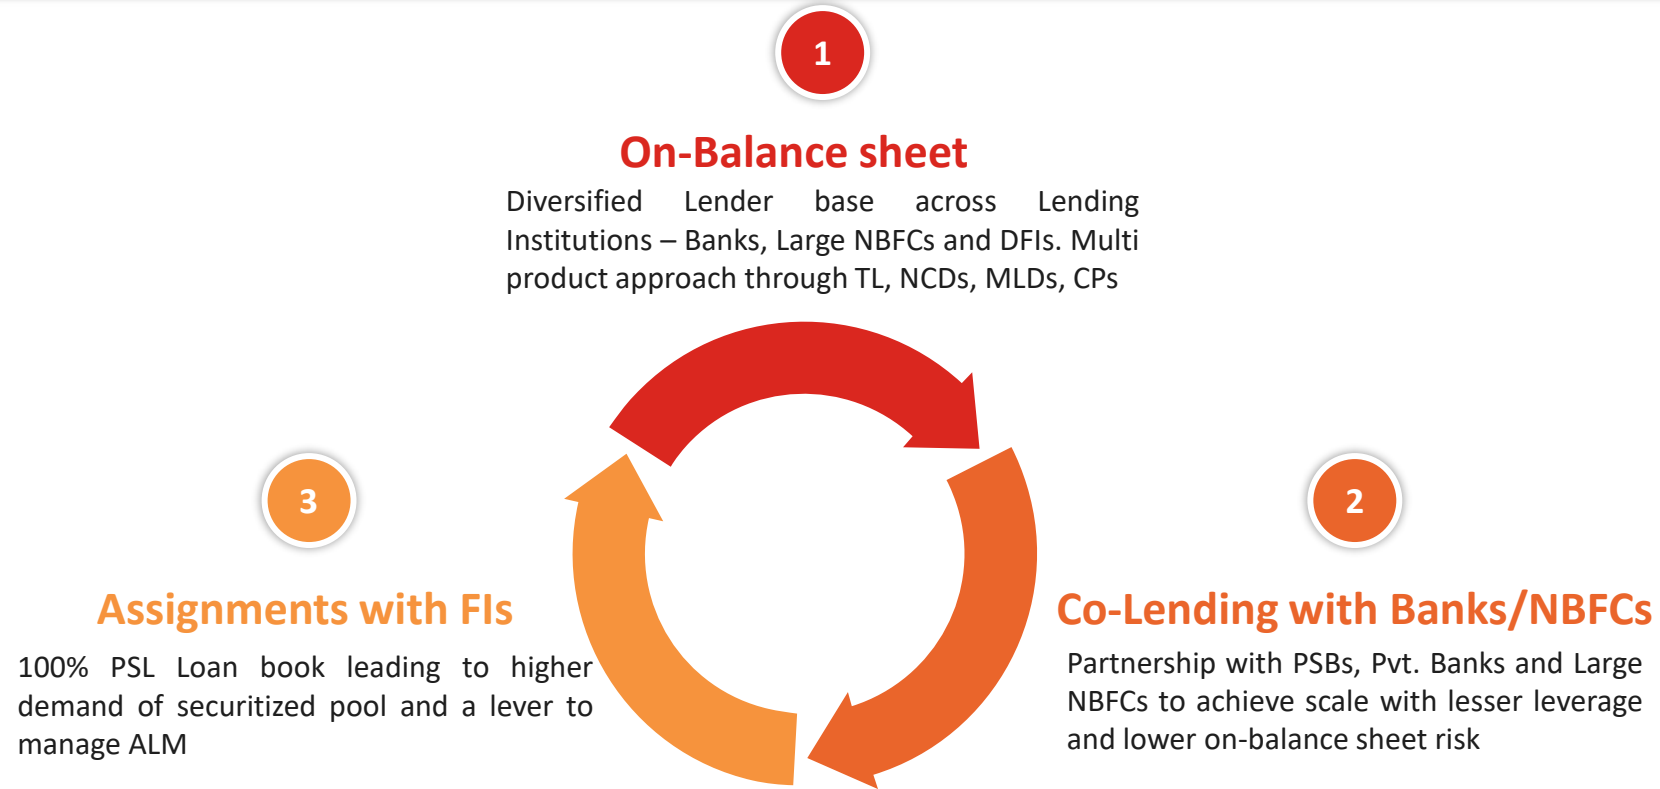 1
On-Balance sheet
Diversified Lender base across Lending
Institutions – Banks, Large NBFCs and DFIs. Multi
product approach through TL, NCDs, MLDs, CPs
2
Co-Lending with Banks/NBFCs
Partnership with PSBs, Pvt. Banks and Large
NBFCs to achieve scale with lesser leverage
and lower on-balance sheet risk
3
Assignments with FIs
100% PSL Loan book leading to higher
demand of securitized pool and a lever to
manage ALM